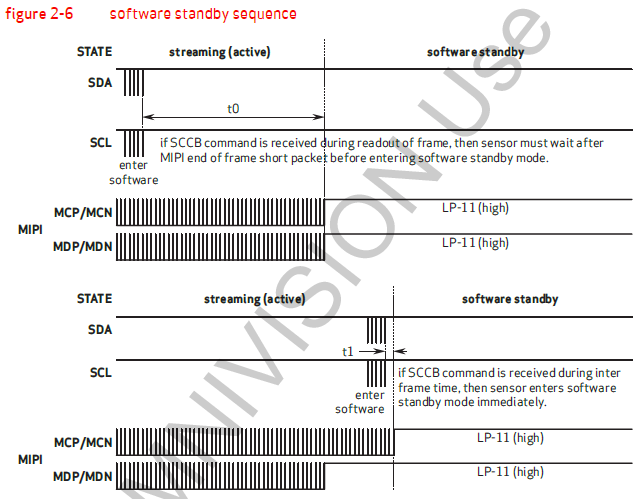 figure 2-6 software standby sequence
STATE streaming (active) software standby
SDA
t0
SCL if SCCB command is received during readout of frame, then sensor must wait after
MIPI end of frame short packet before entering software standby mode.
enter
software
MCP/MCN LP-11 (high)
MIPI
MDP/MDN LP-11 (high)
STATE streaming (active) software standby
SDA
t1
SCL if SCCB command is received during inter
frame time, then sensor enters software
standby mode immediately.
enter
software
MCP/MCN LP-11 (high)
MIPI
MDP/MDN LP-11 (high)
MNIVISION Use